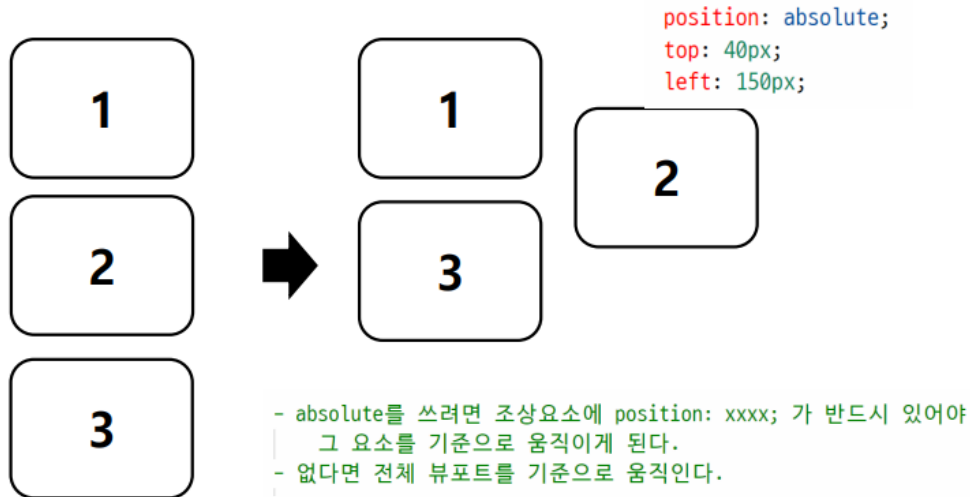 position: absolute;
top: 40px;
left: 150px;
1
2
3
1
3
2
- absolute를 쓰려면 조상요소에 position: xxxx; 가 반드시 있어야
그 요소를 기준으로 움직이게 된다.
- 없다면 전체 뷰포트를 기준으로 움직인다.